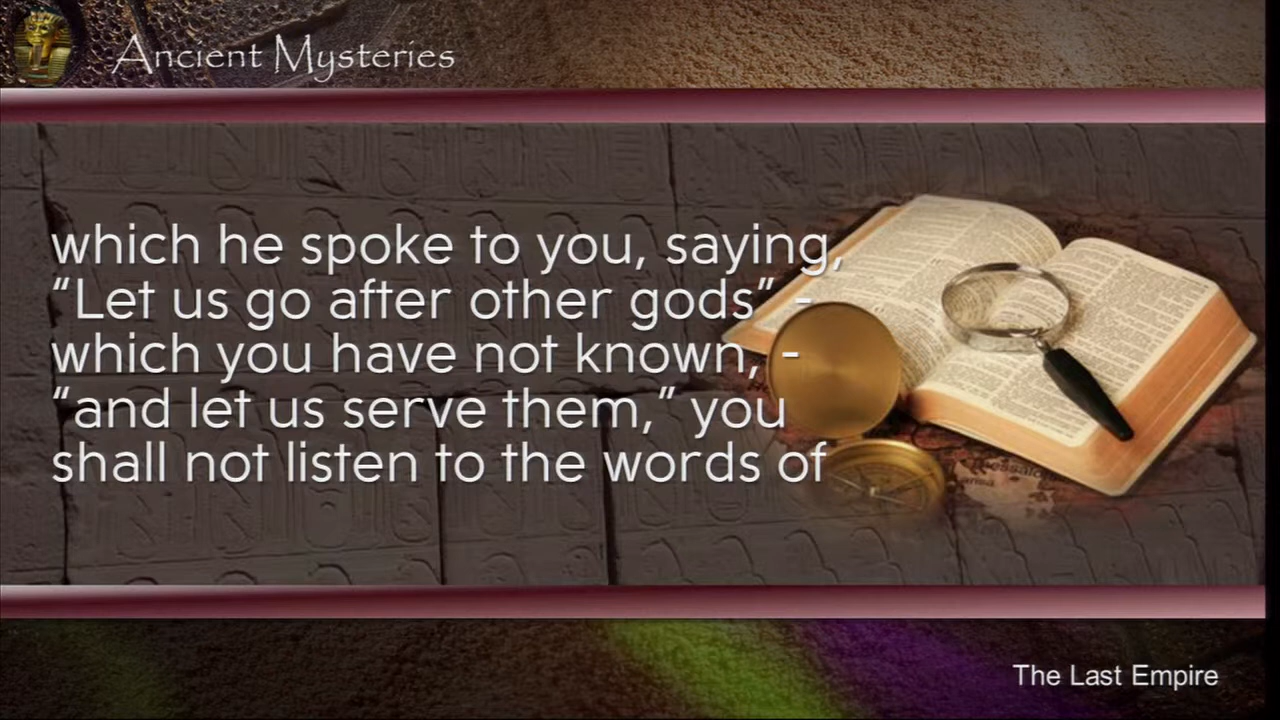 Ancient Mysteries
which he spoke to you, saying,
“Let us go after other gods” -
which you have not known, -
“and let us serve them,” you
shall not listen to the words of
The Last Empire